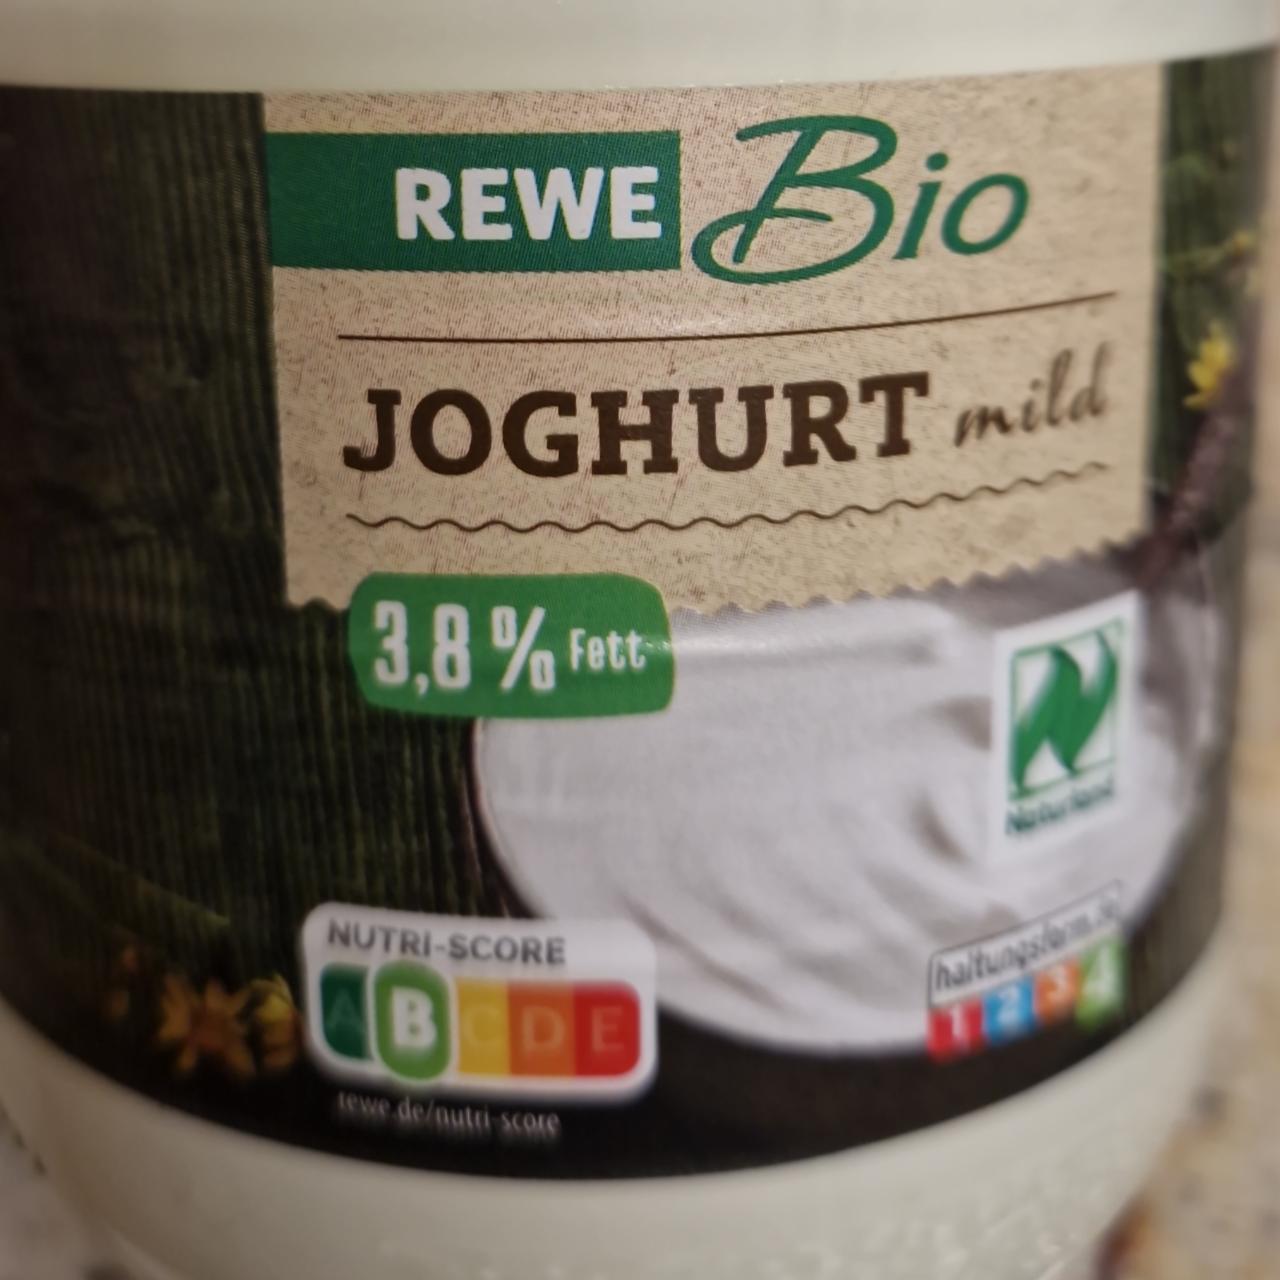 REWE Bio
JOGHURT mild
3,8 % Fett
Naturland
NUTRI-SCORE
A B C D E
rewe.de/nutri-score
haltungsform.de
1 2 3 4